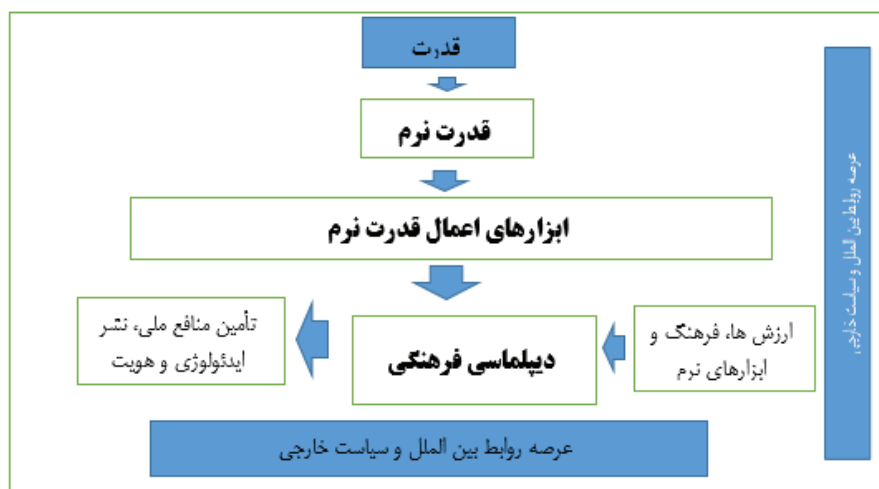 قدرت
قدرت نرم
ابزارهای اعمال قدرت نرم
ارزش ها، فرهنگ و
ابزارهای نرم
دیپلماسی فرهنگی
تأمین منافع ملی، نشر
ایدئولوژی و هویت
عرصه روابط بین الملل و سیاست خارجی
عرصه روابط بین الملل و سیاست خارجی